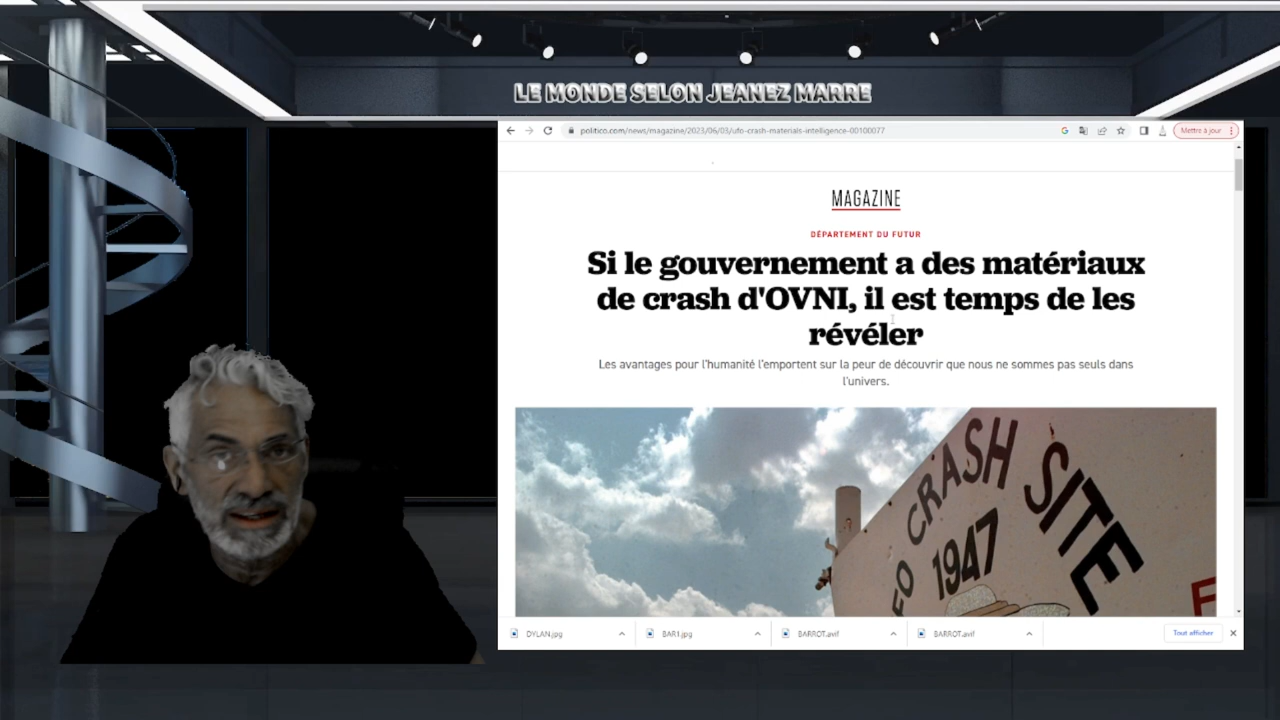 LE MONDE SELON JEANEZ MARRE
politico.com/news/magazine/2023/06/03/ufo-crash-materials-intelligence-00100077
Mettre à jour
MAGAZINE
DÉPARTEMENT DU FUTUR
Si le gouvernement a des matériaux
de crash d'OVNI, il est temps de les
révéler
Les avantages pour l'humanité l'emportent sur la peur de découvrir que nous ne sommes pas seuls dans
l'univers.
CRASH SITE
FO 1947
F
DYLAN.jpg
BAR1.jpg
BARROT.avif
BARROT.avif
Tout afficher